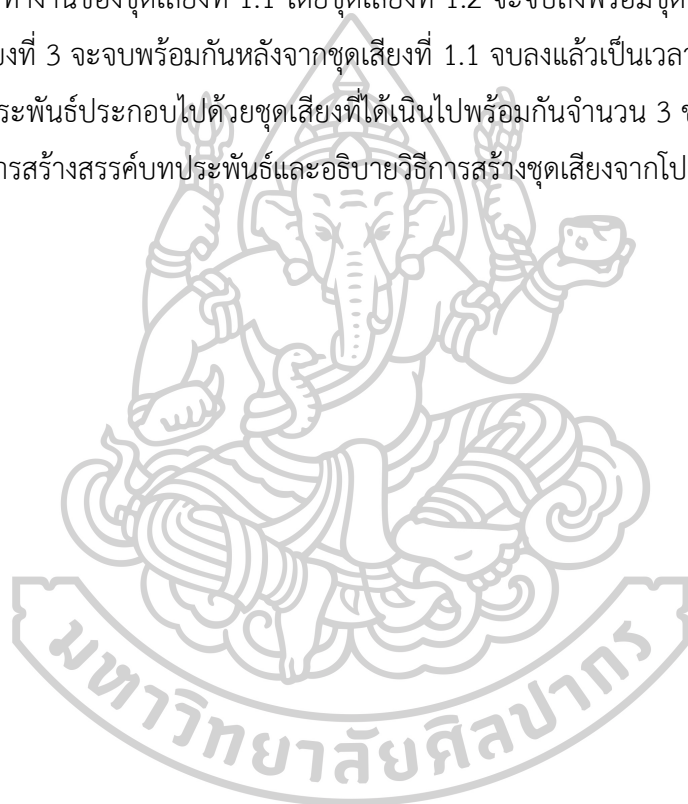 ทำงานของชุดเสียงที่ 1.1 โดยชุดเสียงที่ 1.2 จะจบลงพร้อมชุด
ยงที่ 3 จะจบพร้อมกันหลังจากชุดเสียงที่ 1.1 จบลงแล้วเป็นเวลา
ระพันธ์ประกอบไปด้วยชุดเสียงที่ได้เนินไปพร้อมกันจำนวน 3
การสร้างสรรค์บทประพันธ์และอธิบายวิธีการสร้างชุดเสียงจากโป
มหาวิทยาลัยศิลปากร